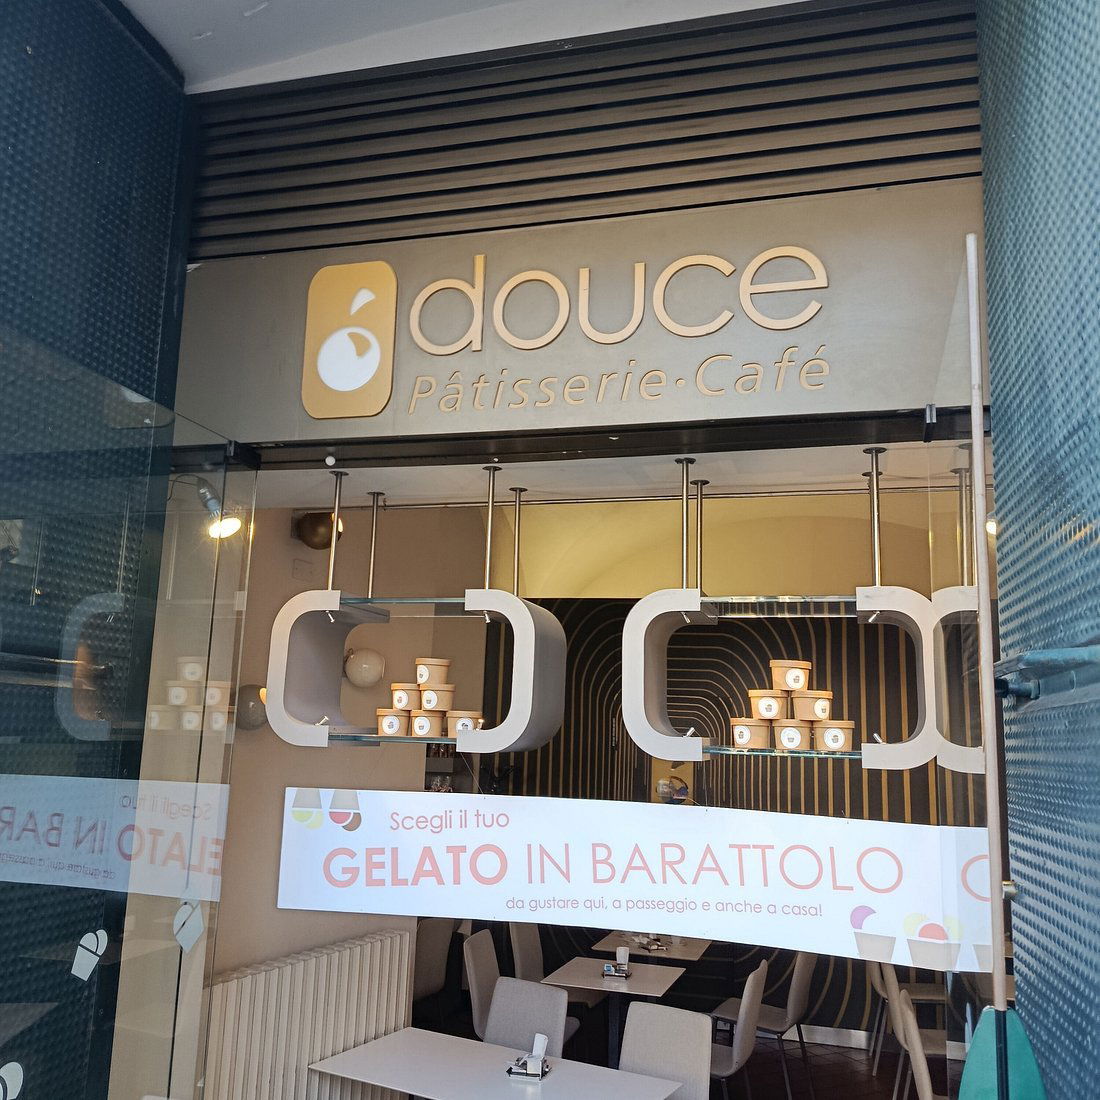 douce
Pâtisserie·Café
Scegli il tuo
GELATO IN BARATTOLO
da gustare qui, a passeggio e anche a casa!